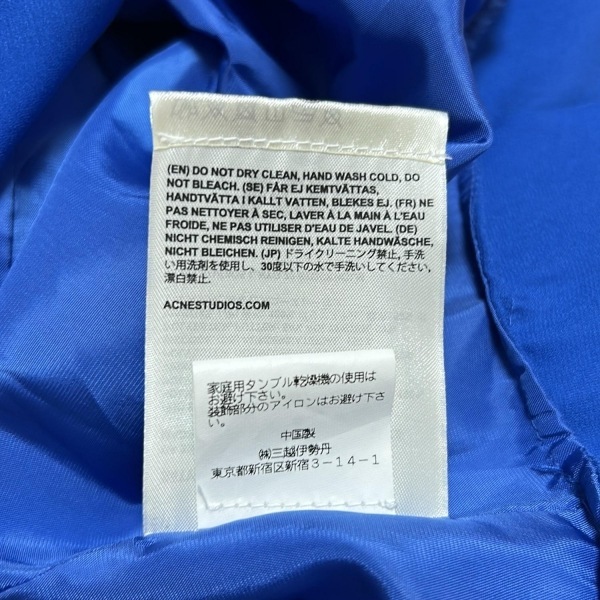 (EN) DO NOT DRY CLEAN, HAND WASH COLD, DO
NOT BLEACH. (SE) FÅR EJ KEMTVÄTTAS,
HANDTVÄTTA I KALLT VATTEN, BLEKES EJ. (FR) NE
PAS NETTOYER À SEC, LAVER À LA MAIN À L'EAU
FROIDE, NE PAS UTILISER D'EAU DE JAVEL. (DE)
NICHT CHEMISCH REINIGEN, KALTE HANDWÄSCHE,
NICHT BLEICHEN. (JP) ドライクリーニング禁止, 手洗
い用洗剤を使用し、30度以下の水で手洗いしてください,
漂白禁止.
ACNESTUDIOS.COM
家庭用タンブル乾燥機の使用は
お避け下さい。
装飾部分のアイロンはお避け下さ
い。
中国製
㈱三越伊勢丹
東京都新宿区新宿3-14-1